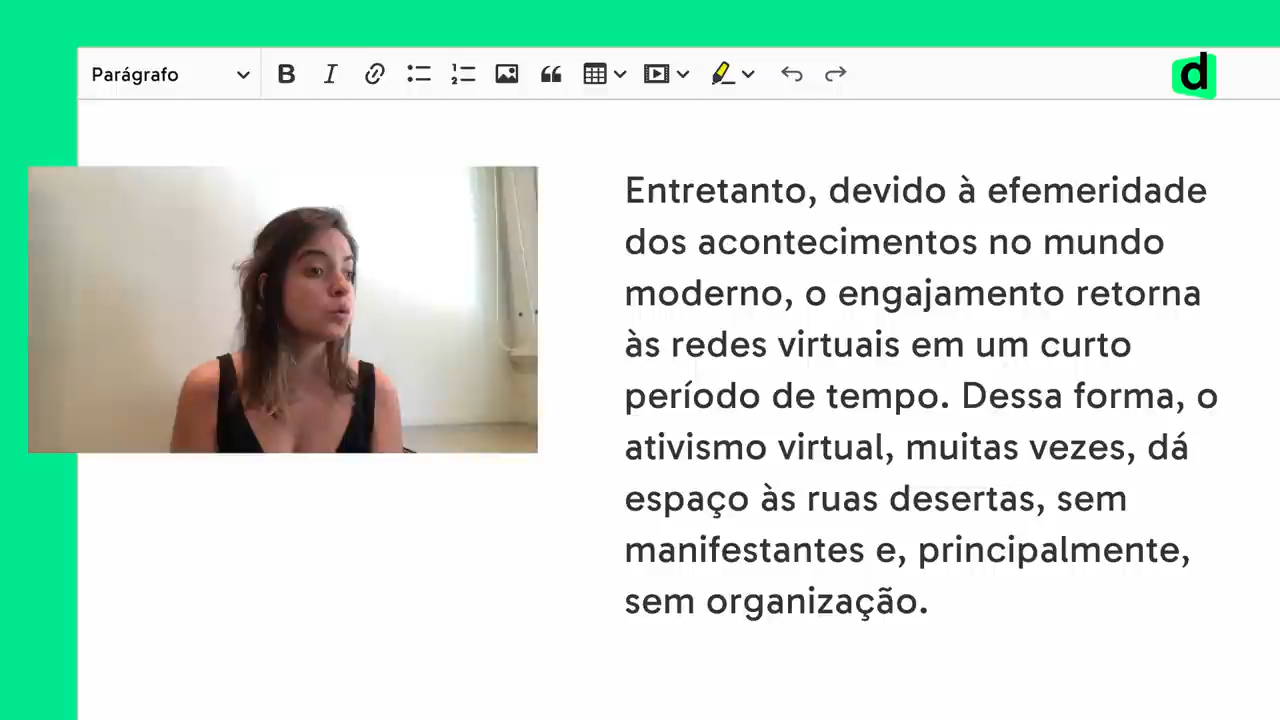 Parágrafo
d
Entretanto, devido à efemeridade
dos acontecimentos no mundo
moderno, o engajamento retorna
às redes virtuais em um curto
período de tempo. Dessa forma, o
ativismo virtual, muitas vezes, dá
espaço às ruas desertas, sem
manifestantes e, principalmente,
sem organização.